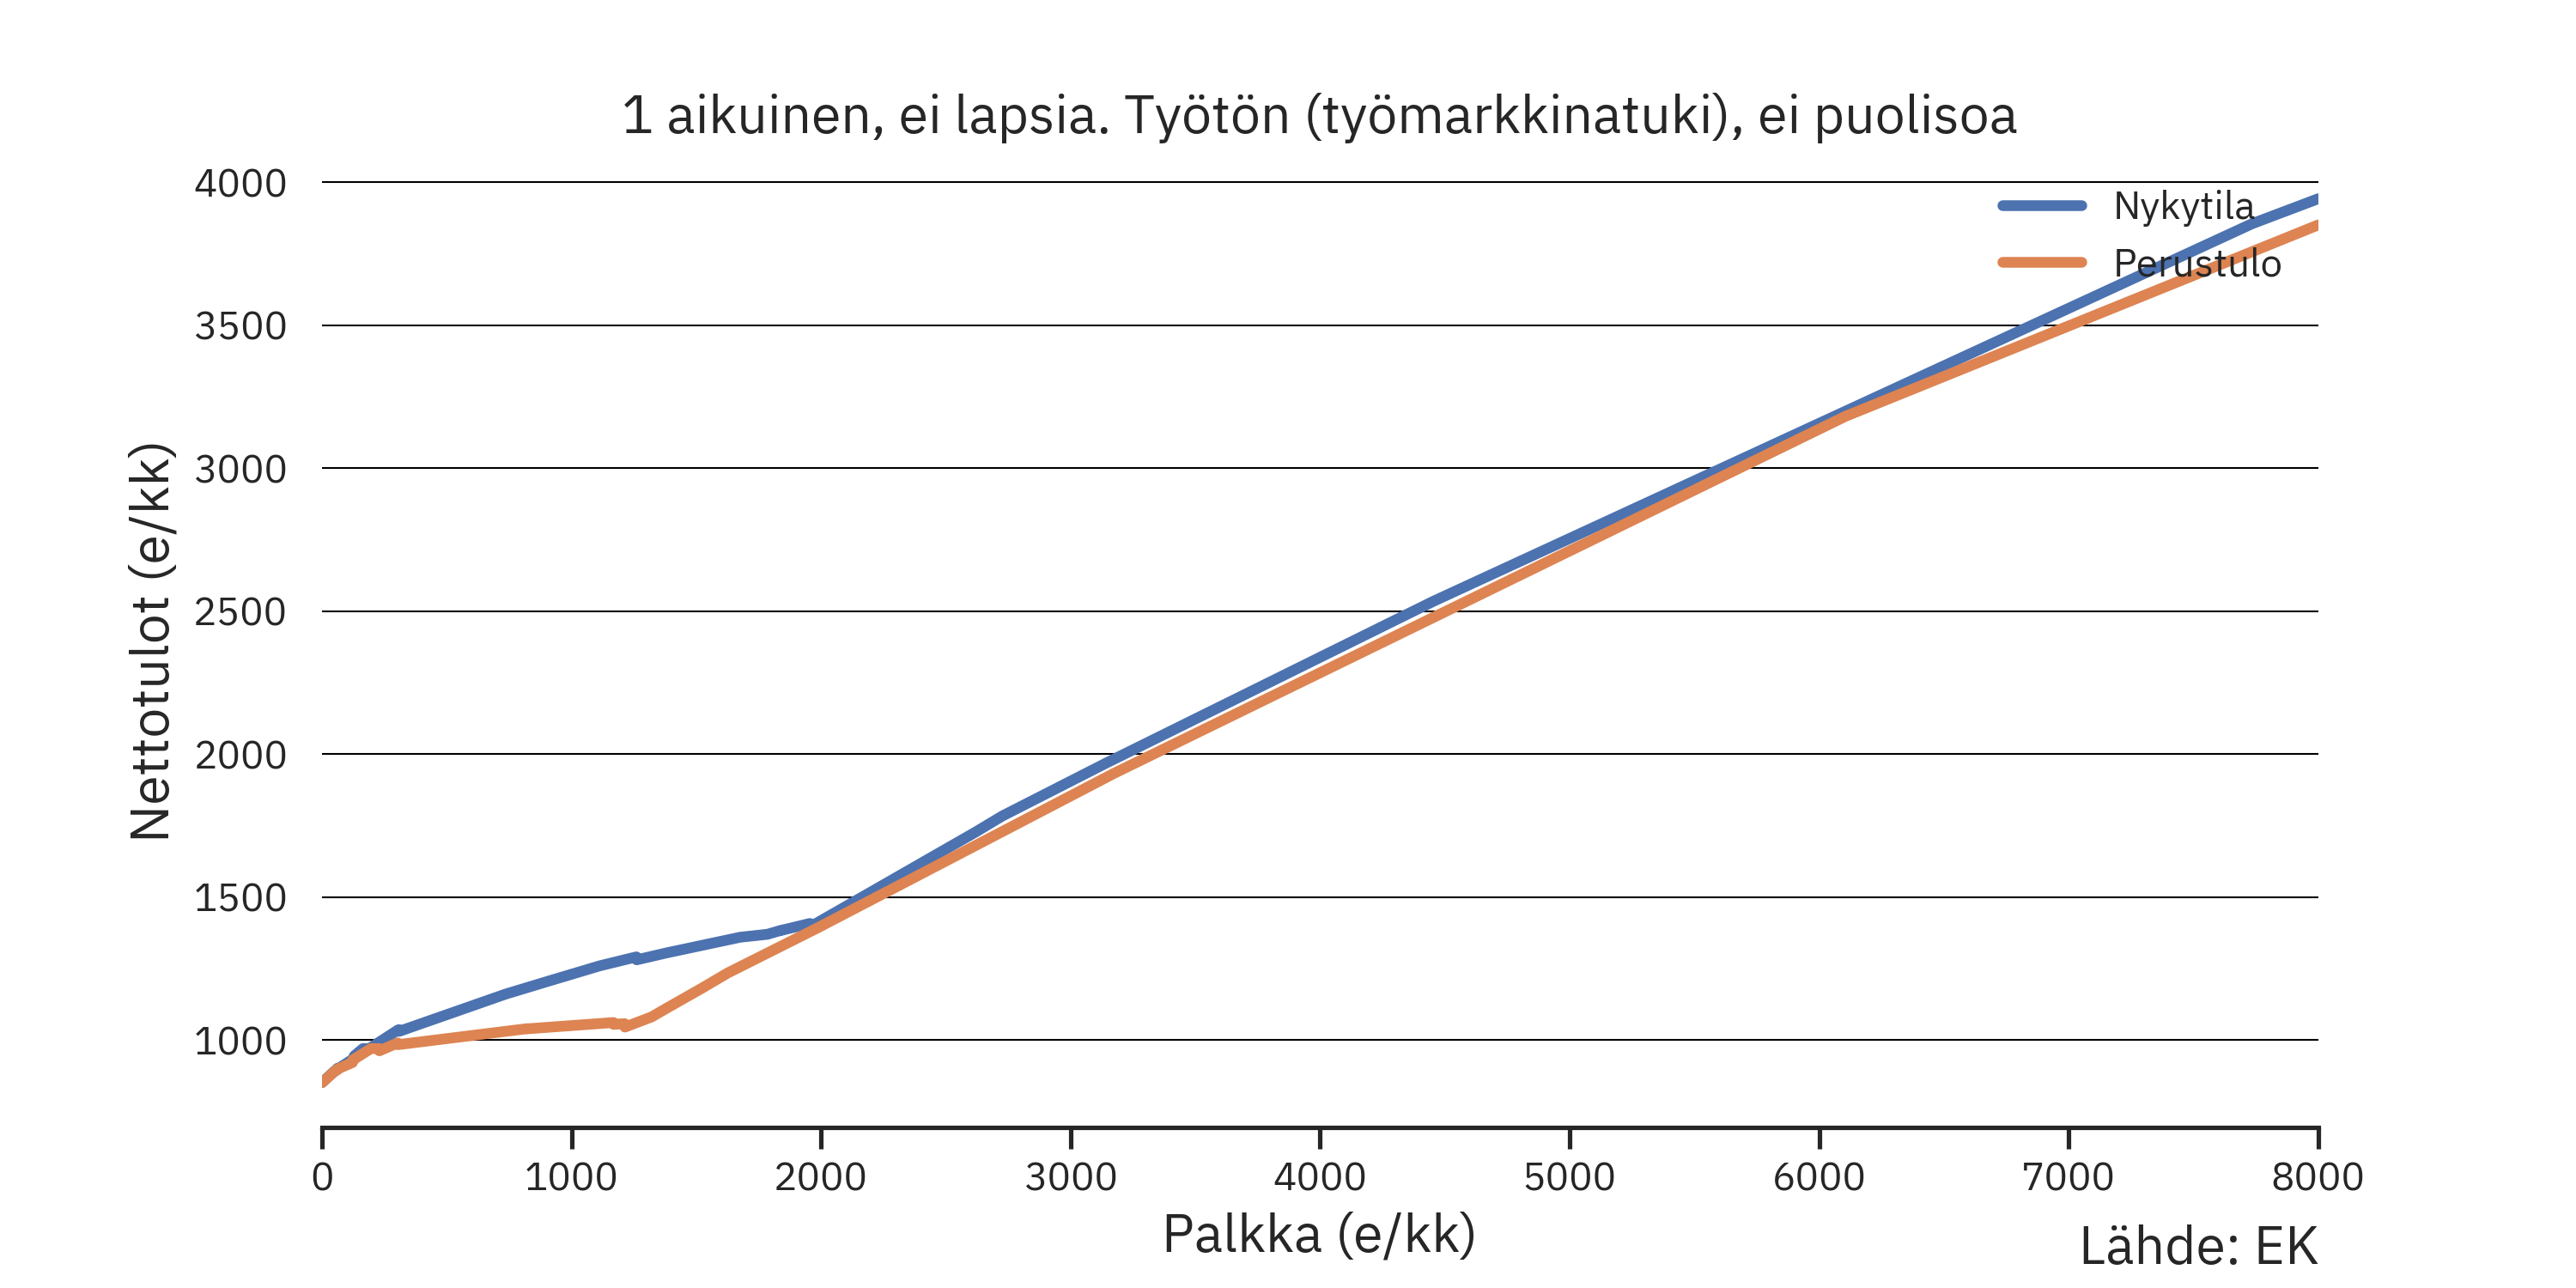 1 aikuinen, ei lapsia. Työtön (työmarkkinatuki), ei puolisoa
Nettotulot (e/kk)
4000
3500
3000
2500
2000
1500
1000
Nykytila
Perustulo
0 1000 2000 3000 4000 5000 6000 7000 8000
Palkka (e/kk)
Lähde: EK